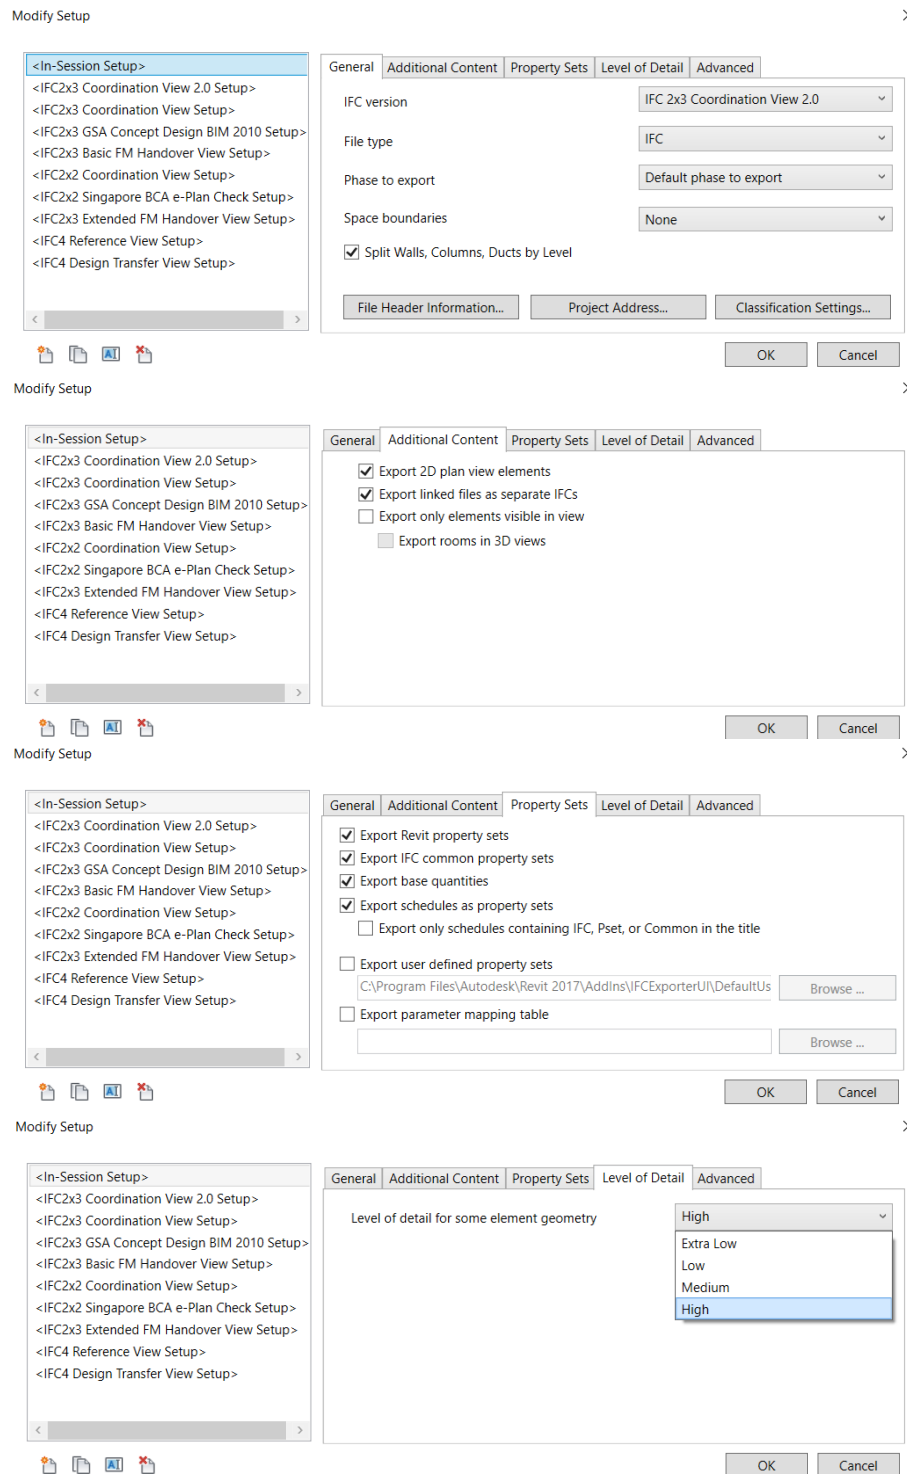 Modify Setup
<In-Session Setup>
<IFC2x3 Coordination View 2.0 Setup>
<IFC2x3 Coordination View Setup>
<IFC2x3 GSA Concept Design BIM 2010 Setup>
<IFC2x3 Basic FM Handover View Setup>
<IFC2x2 Coordination View Setup>
<IFC2x2 Singapore BCA e-Plan Check Setup>
<IFC2x3 Extended FM Handover View Setup>
<IFC4 Reference View Setup>
<IFC4 Design Transfer View Setup>
General Additional Content Property Sets Level of Detail Advanced
IFC version IFC 2x3 Coordination View 2.0
File type IFC
Phase to export Default phase to export
Space boundaries None
Split Walls, Columns, Ducts by Level
File Header Information... Project Address... Classification Settings...
OK Cancel
Modify Setup
<In-Session Setup>
<IFC2x3 Coordination View 2.0 Setup>
<IFC2x3 Coordination View Setup>
<IFC2x3 GSA Concept Design BIM 2010 Setup>
<IFC2x3 Basic FM Handover View Setup>
<IFC2x2 Coordination View Setup>
<IFC2x2 Singapore BCA e-Plan Check Setup>
<IFC2x3 Extended FM Handover View Setup>
<IFC4 Reference View Setup>
<IFC4 Design Transfer View Setup>
General Additional Content Property Sets Level of Detail Advanced
Export 2D plan view elements
Export linked files as separate IFCs
Export only elements visible in view
Export rooms in 3D views
OK Cancel
Modify Setup
<In-Session Setup>
<IFC2x3 Coordination View 2.0 Setup>
<IFC2x3 Coordination View Setup>
<IFC2x3 GSA Concept Design BIM 2010 Setup>
<IFC2x3 Basic FM Handover View Setup>
<IFC2x2 Coordination View Setup>
<IFC2x2 Singapore BCA e-Plan Check Setup>
<IFC2x3 Extended FM Handover View Setup>
<IFC4 Reference View Setup>
<IFC4 Design Transfer View Setup>
General Additional Content Property Sets Level of Detail Advanced
Export Revit property sets
Export IFC common property sets
Export base quantities
Export schedules as property sets
Export only schedules containing IFC, Pset, or Common in the title
Export user defined property sets
C:\Program Files\Autodesk\Revit 2017\AddIns\IFCExporterUI\DefaultUs Browse ...
Export parameter mapping table
Browse ...
OK Cancel
Modify Setup
<In-Session Setup>
<IFC2x3 Coordination View 2.0 Setup>
<IFC2x3 Coordination View Setup>
<IFC2x3 GSA Concept Design BIM 2010 Setup>
<IFC2x3 Basic FM Handover View Setup>
<IFC2x2 Coordination View Setup>
<IFC2x2 Singapore BCA e-Plan Check Setup>
<IFC2x3 Extended FM Handover View Setup>
<IFC4 Reference View Setup>
<IFC4 Design Transfer View Setup>
General Additional Content Property Sets Level of Detail Advanced
Level of detail for some element geometry High
Extra Low
Low
Medium
High
OK Cancel